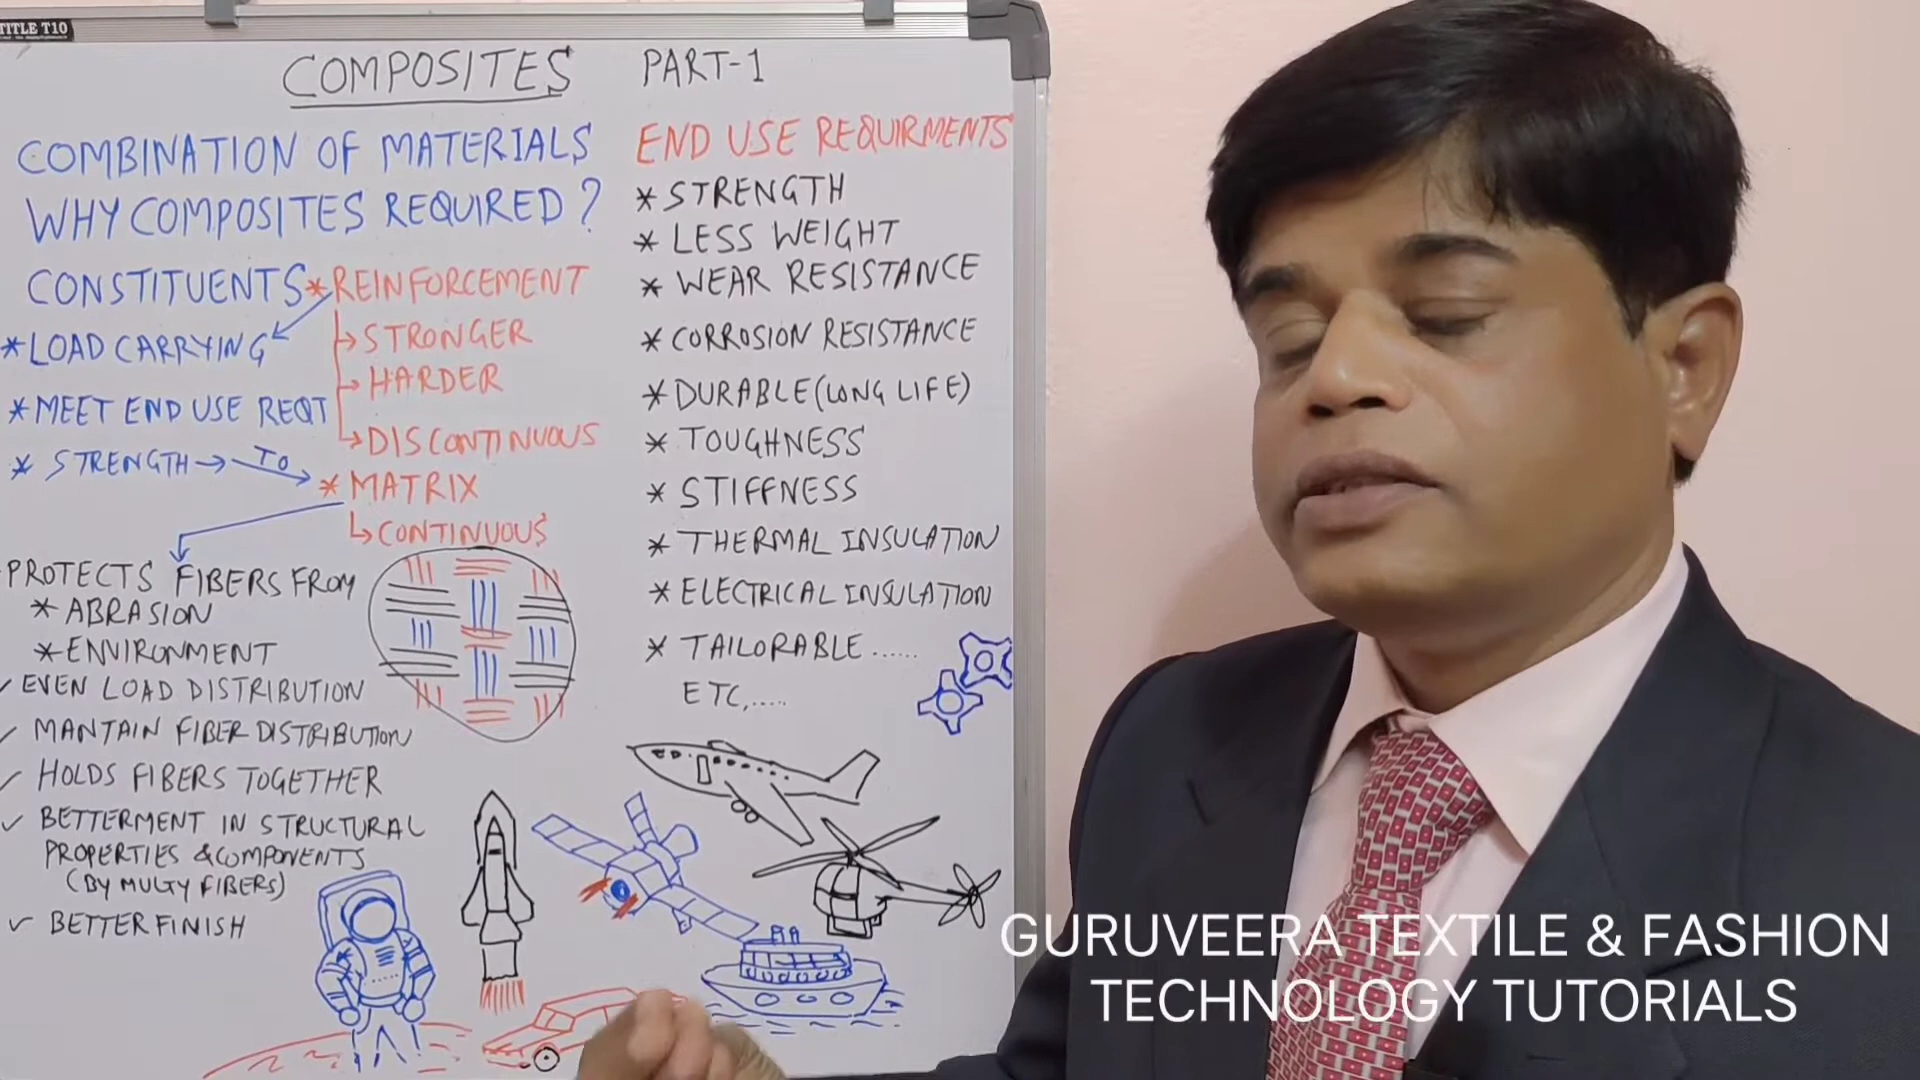 TITLE T10
COMPOSITES PART-1
COMBINATION OF MATERIALS
WHY COMPOSITES REQUIRED?
CONSTITUENTS * REINFORCEMENT
* LOAD CARRYING
→ STRONGER
→ HARDER
* MEET END USE REQT
→ DISCONTINUOUS
* STRENGTH → TO
* MATRIX
↳ CONTINUOUS
PROTECTS FIBERS FROM
* ABRASION
* ENVIRONMENT
✓ EVEN LOAD DISTRIBUTION
✓ MANTAIN FIBER DISTRIBUTION
✓ HOLDS FIBERS TOGETHER
✓ BETTERMENT IN STRUCTURAL
PROPERTIES & COMPONENTS
(BY MULTY FIBERS)
✓ BETTER FINISH
END USE REQUIRMENTS
* STRENGTH
* LESS WEIGHT
* WEAR RESISTANCE
* CORROSION RESISTANCE
* DURABLE (LONG LIFE)
* TOUGHNESS
* STIFFNESS
* THERMAL INSULATION
* ELECTRICAL INSULATION
* TAILORABLE ......
ETC,.....
GURUVEERA TEXTILE & FASHION
TECHNOLOGY TUTORIALS